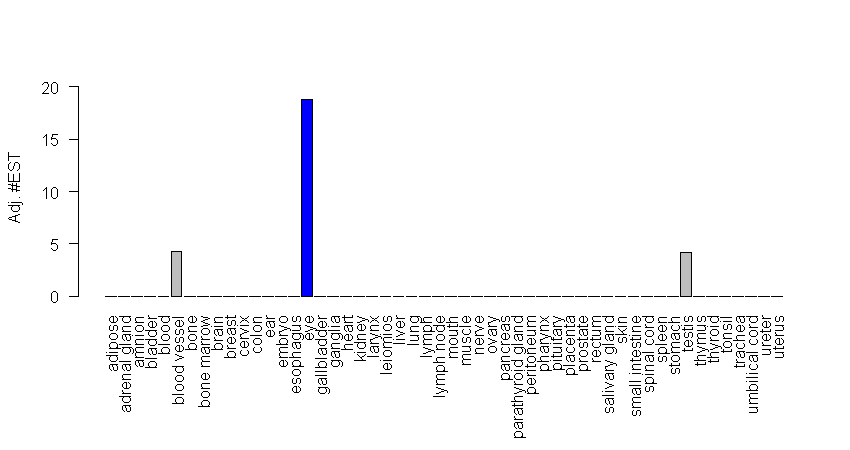 Adj. #EST
20
15
10
5
0
adipose
adrenal gland
amnion
bladder
blood
blood vessel
bone
bone marrow
brain
breast
cervix
colon
ear
embryo
esophagus
eye
gallbladder
ganglia
heart
kidney
larynx
leiomios
liver
lung
lymph
lymph node
mouth
muscle
nerve
ovary
pancreas
parathyroid gland
peritoneum
pharynx
pituitary
placenta
prostate
rectum
salivary gland
skin
small intestine
spinal cord
spleen
stomach
testis
thymus
thyroid
tonsil
trachea
umbilical cord
ureter
uterus